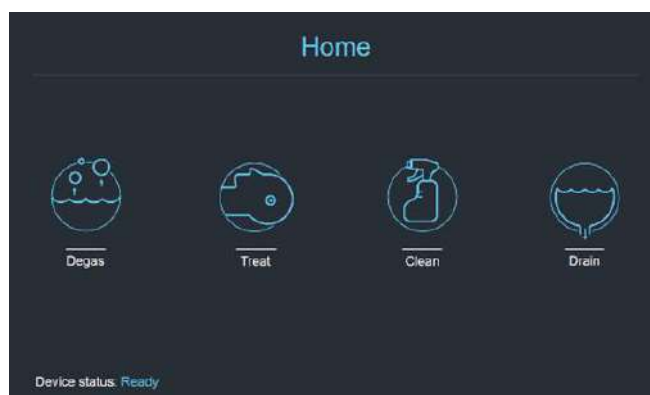 Home
Degas
Treat
Clean
Drain
Device status: Ready